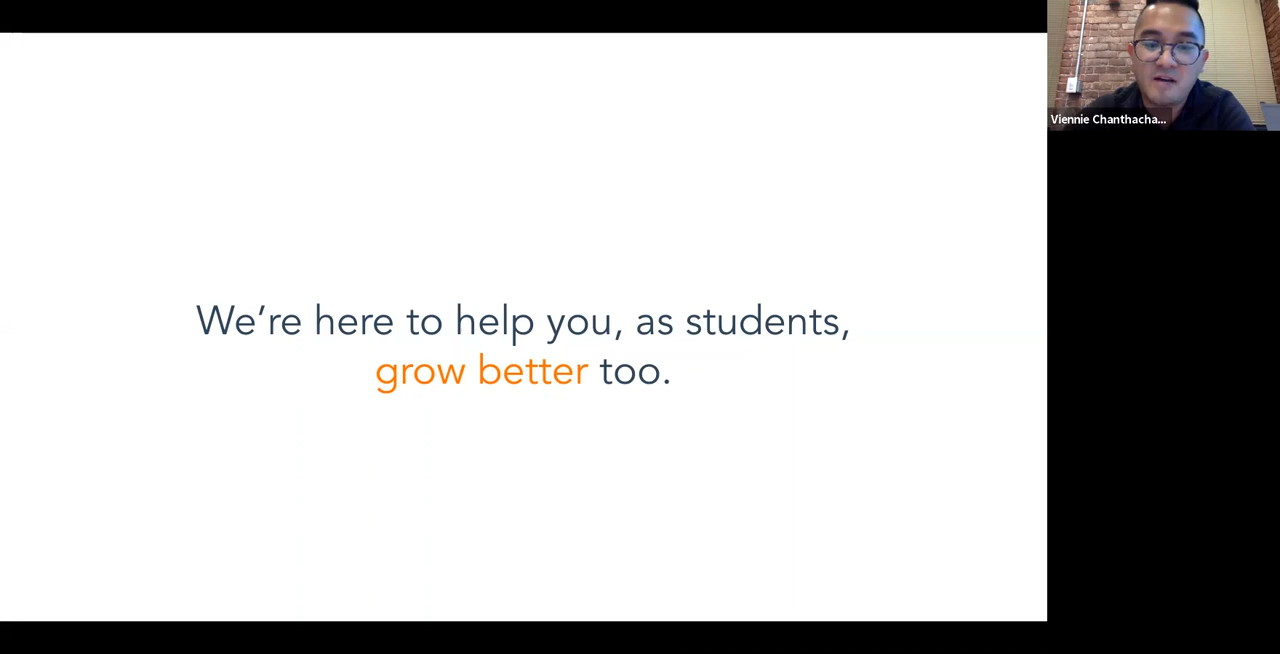 We’re here to help you, as students,
grow better too.
Viennie Chanthacha...